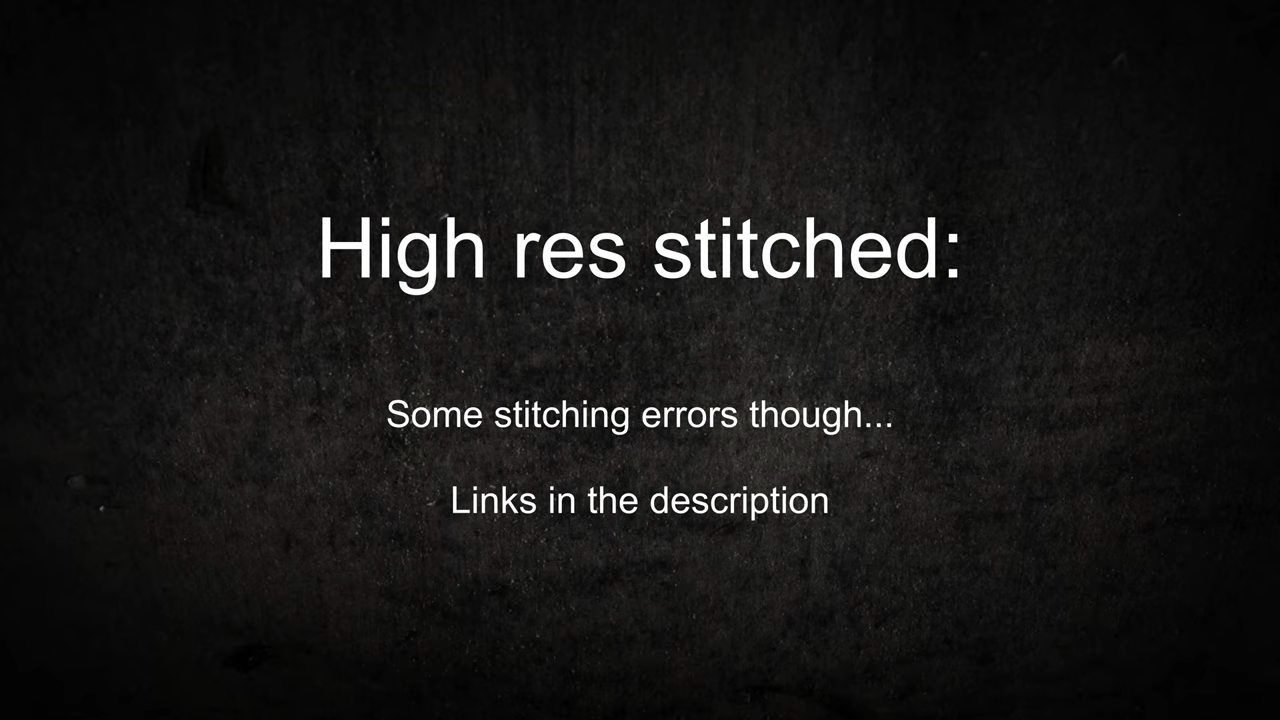 High res stitched:
Some stitching errors though...
Links in the description